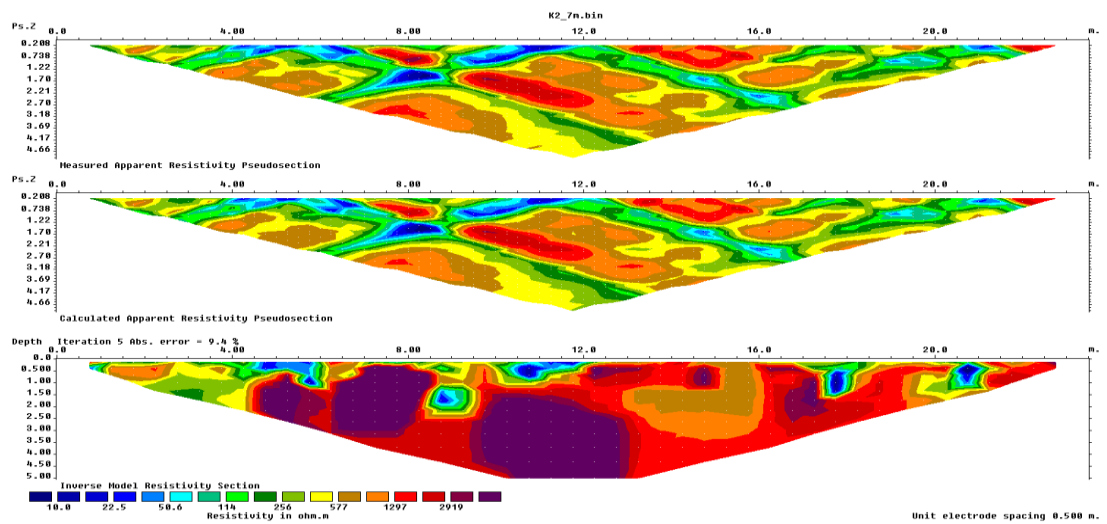 K2_7m.bin
Ps.Z 0.0 4.00 8.00 12.0 16.0 20.0 m.
0.208
0.738
1.22
1.70
2.21
2.70
3.18
3.69
4.17
4.66
Measured Apparent Resistivity Pseudosection
Ps.Z 0.0 4.00 8.00 12.0 16.0 20.0 m.
0.208
0.738
1.22
1.70
2.21
2.70
3.18
3.69
4.17
4.66
Calculated Apparent Resistivity Pseudosection
Depth Iteration 5 Abs. error = 9.4 %
0.0 4.00 8.00 12.0 16.0 20.0 m.
0.0
0.500
1.00
1.50
2.00
2.50
3.00
3.50
4.00
4.50
5.00
Inverse Model Resistivity Section
10.0 22.5 50.6 114 256 577 1297 2919
Resistivity in ohm.m
Unit electrode spacing 0.500 m.